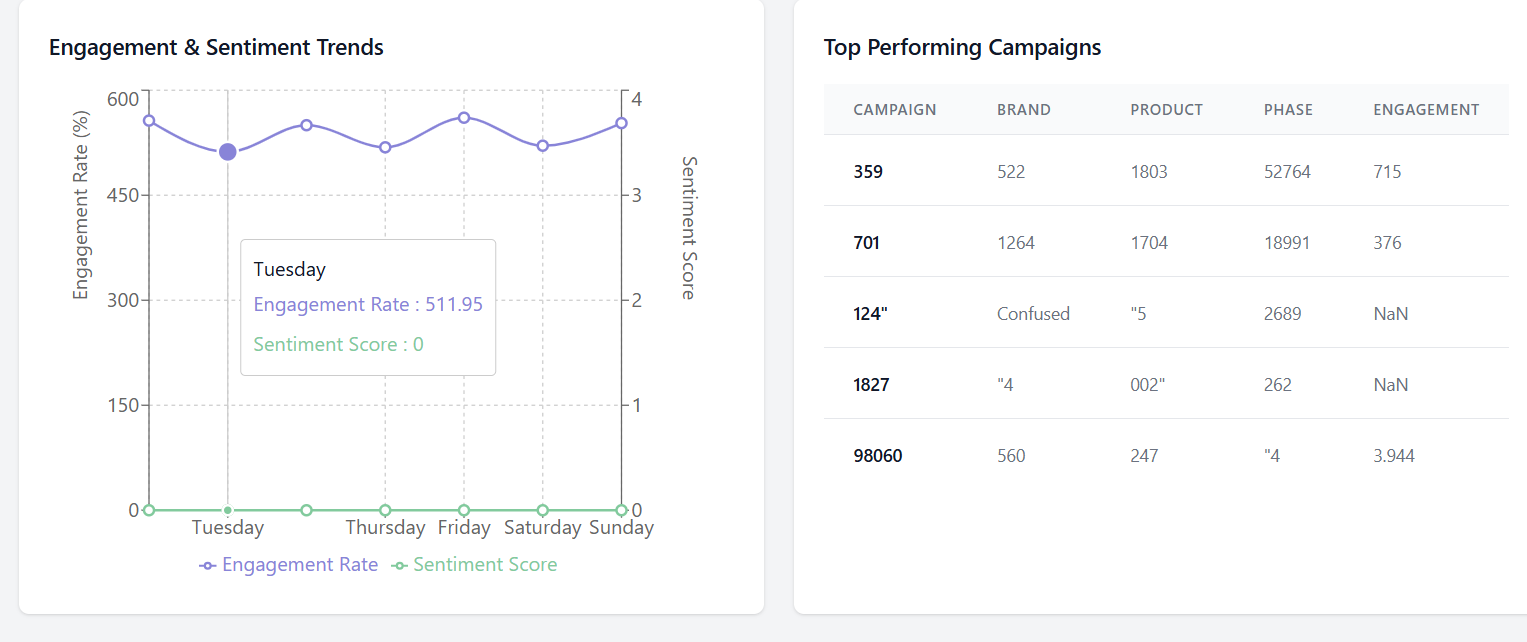 Engagement & Sentiment Trends
600
450
300
150
0
Engagement Rate (%)
4
3
2
1
0
Sentiment Score
Tuesday
Engagement Rate : 511.95
Sentiment Score : 0
Tuesday Thursday Friday Saturday Sunday
Engagement Rate Sentiment Score
Top Performing Campaigns
CAMPAIGN BRAND PRODUCT PHASE ENGAGEMENT
359 522 1803 52764 715
701 1264 1704 18991 376
124" Confused "5 2689 NaN
1827 "4 002" 262 NaN
98060 560 247 "4 3.944